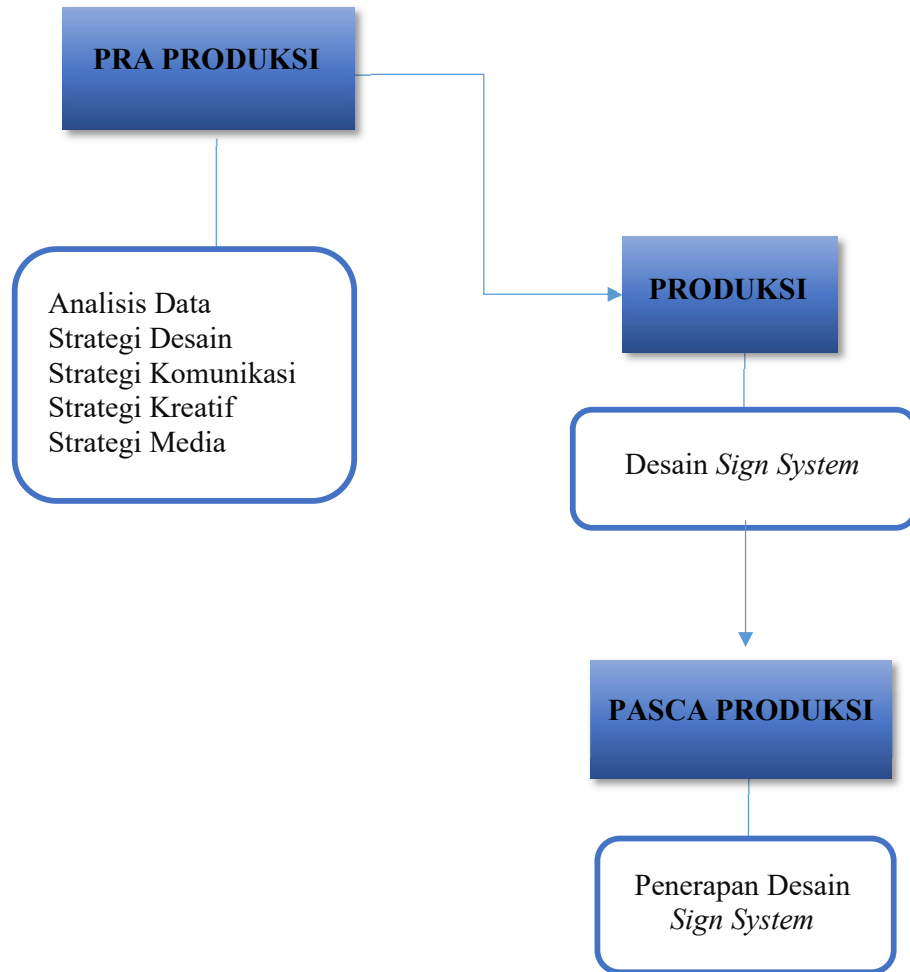 PRA PRODUKSI
Analisis Data
Strategi Desain
Strategi Komunikasi
Strategi Kreatif
Strategi Media
PRODUKSI
Desain Sign System
PASCA PRODUKSI
Penerapan Desain
Sign System